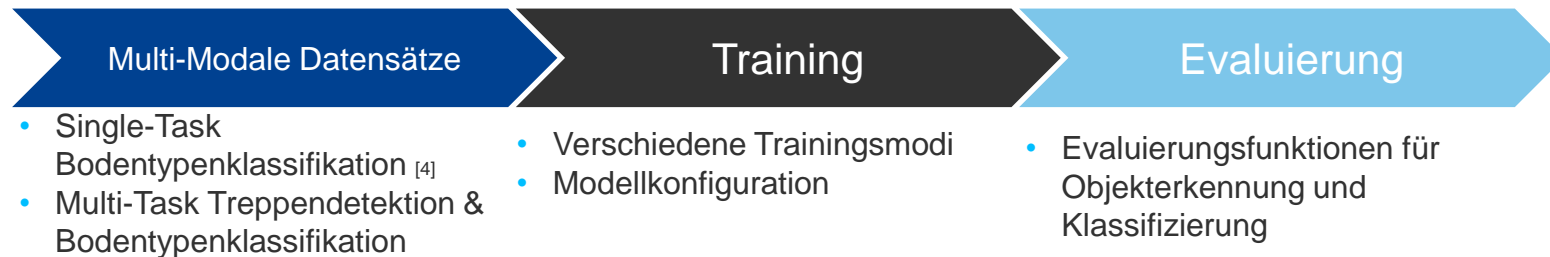 Multi-Modale Datensätze
Training
Evaluierung
• Single-Task
Bodentypenklassifikation [4]
• Multi-Task Treppendetektion &
Bodentypenklassifikation
• Verschiedene Trainingsmodi
• Modellkonfiguration
• Evaluierungsfunktionen für
Objekterkennung und
Klassifizierung